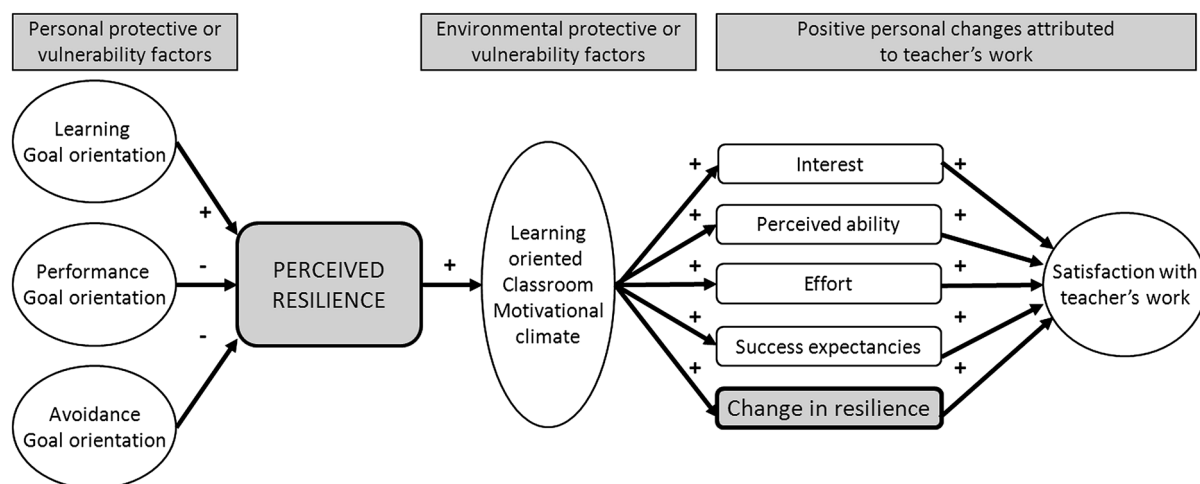 Personal protective or
vulnerability factors
Environmental protective or
vulnerability factors
Positive personal changes attributed
to teacher's work
Learning
Goal orientation
+
Performance
Goal orientation
-
Avoidance
Goal orientation
-
PERCEIVED
RESILIENCE
+
Learning
oriented
Classroom
Motivational
climate
+
Interest
+
+
Perceived ability
+
+
Effort
+
+
Success expectancies
+
+
Change in resilience
+
Satisfaction with
teacher's work